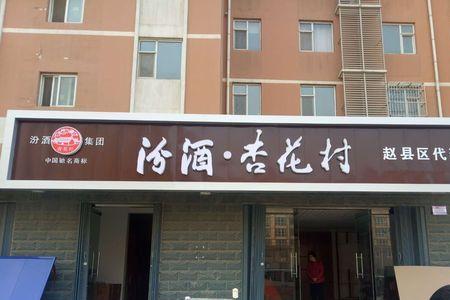 汾酒 集团
中国驰名商标
汾酒·杏花村
赵县区代